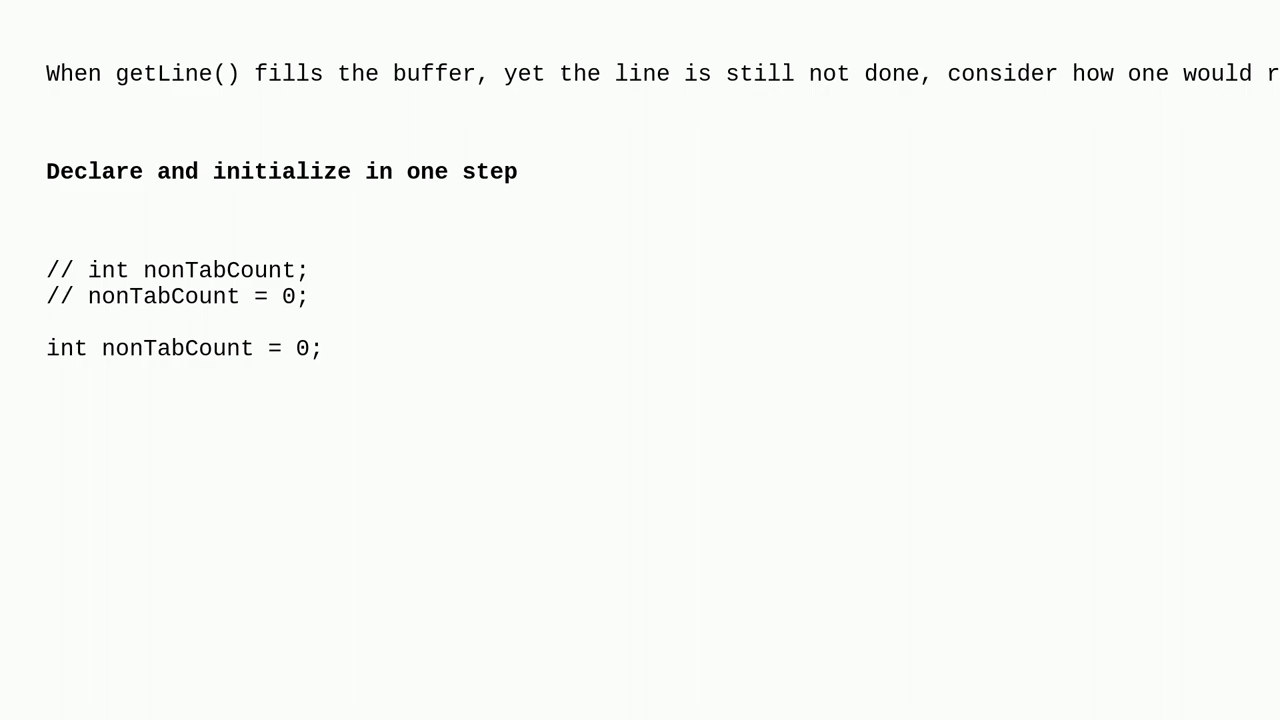 When getLine() fills the buffer, yet the line is still not done, consider how one would
Declare and initialize in one step
// int nonTabCount;
// nonTabCount = 0;
int nonTabCount = 0;